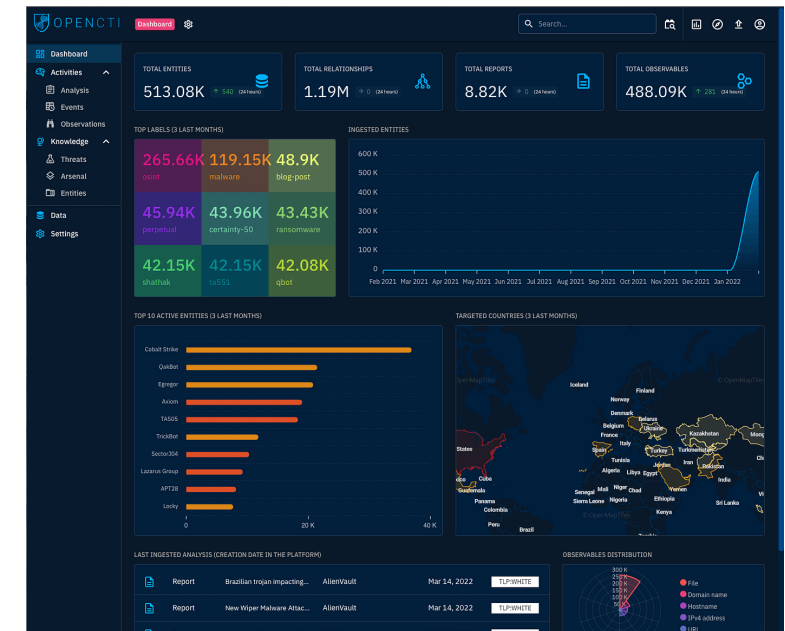 OPENCTI
Dashboard
Search...
Dashboard
Activities
Analysis
Events
Observations
Knowledge
Threats
Arsenal
Entities
Data
Settings
TOTAL ENTITIES
513.08K 540 (24 hours)
TOTAL RELATIONSHIPS
1.19M 0 (24 hours)
TOTAL REPORTS
8.82K 0 (24 hours)
TOTAL OBSERVABLES
488.09K 281 (24 hours)
TOP LABELS (3 LAST MONTHS)
265.66K 119.15K 48.9K
osint malware blog-post
45.94K 43.96K 43.43K
perpetual certainty-50 ransomware
42.15K 42.15K 42.08K
shathak ta551 qbot
INGESTED ENTITIES
600 K
500 K
400 K
300 K
200 K
100 K
0
Feb 2021 Mar 2021 Apr 2021 May 2021 Jun 2021 Jul 2021 Aug 2021 Sep 2021 Oct 2021 Nov 2021 Dec 2021 Jan 2022
TOP 10 ACTIVE ENTITIES (3 LAST MONTHS)
Cobalt Strike
QakBot
Egregor
Axiom
TA505
TrickBot
Sector304
Lazarus Group
APT28
Locky
0 20 K 40 K
TARGETED COUNTRIES (3 LAST MONTHS)
OpenMapTiles © OpenMapTiles
Iceland
Finland
Norway
Denmark
Belarus
Belgium
Ukraine
France
Kazakhstan
Mong
Italy
States
Spain
Turkey
Turkmenistan
Tunisia
Jordan
Iran
Pakistan
Ch
Algeria Libya Egypt
Cuba
India
Guatemala
Senegal Mali Niger Chad
Yemen
Vi
Panama
Sierra Leone Nigeria
Ethiopia
Sri Lanka
Colombia
© OpenMapTiles
Kenya
Peru
Brazil
LAST INGESTED ANALYSIS (CREATION DATE IN THE PLATFORM)
Report Brazilian trojan impacting... AlienVault Mar 14, 2022 TLP:WHITE
Report New Wiper Malware Attac... AlienVault Mar 14, 2022 TLP:WHITE
OBSERVABLES DISTRIBUTION
300 K
250 K
200 K
150 K
100 K
50 K
File
Domain name
Hostname
IPv4 address
URL